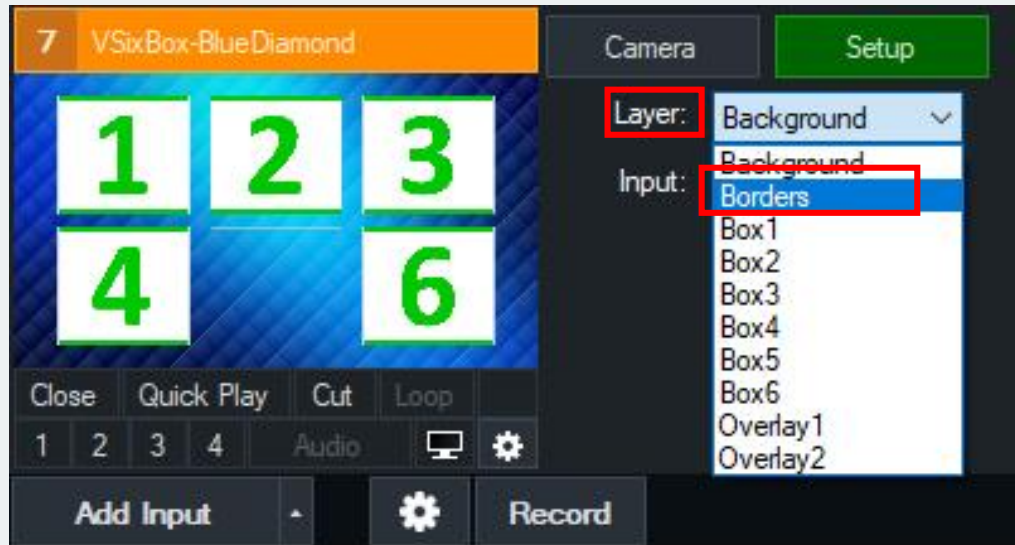 7 VSixBox-BlueDiamond
1 2 3
4 6
Close Quick Play Cut Loop
1 2 3 4 Audio
Add Input Record
Camera Setup
Layer: Background
Input: Background
Borders
Box1
Box2
Box3
Box4
Box5
Box6
Overlay1
Overlay2